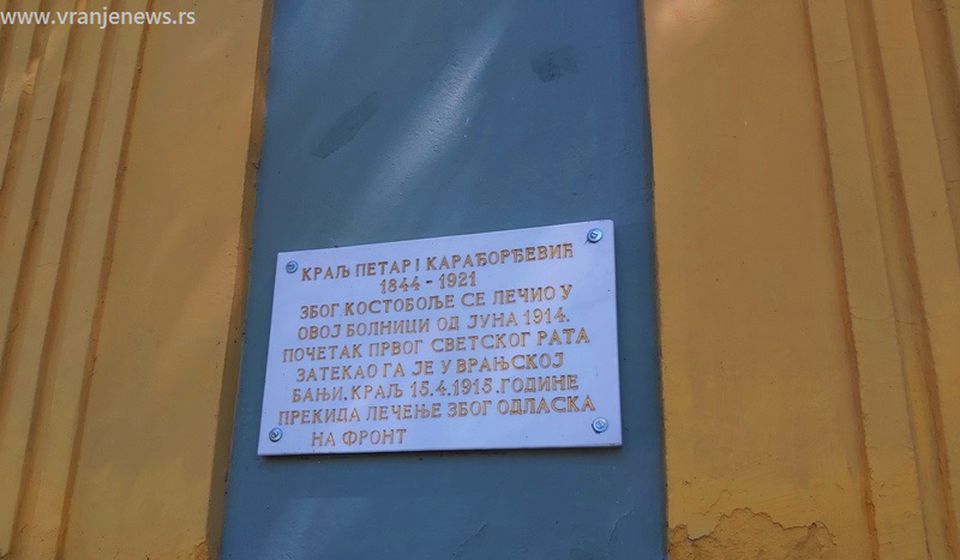 www.vranjenews.rs
КРАЉ ПЕТАР I КАРАЂОРЂЕВИЋ
1844 - 1921
ЗБОГ КОСТОБОЉЕ СЕ ЛЕЧИО У
ОВОЈ БОЛНИЦИ ОД ЈУНА 1914.
ПОЧЕТАК ПРВОГ СВЕТСКОГ РАТА
ЗАТЕКАО ГА ЈЕ У ВРАЊСКОЈ
БАЊИ. КРАЉ 15.4.1915. ГОДИНЕ
ПРЕКИДА ЛЕЧЕЊЕ ЗБОГ ОДЛАСКА
НА ФРОНТ